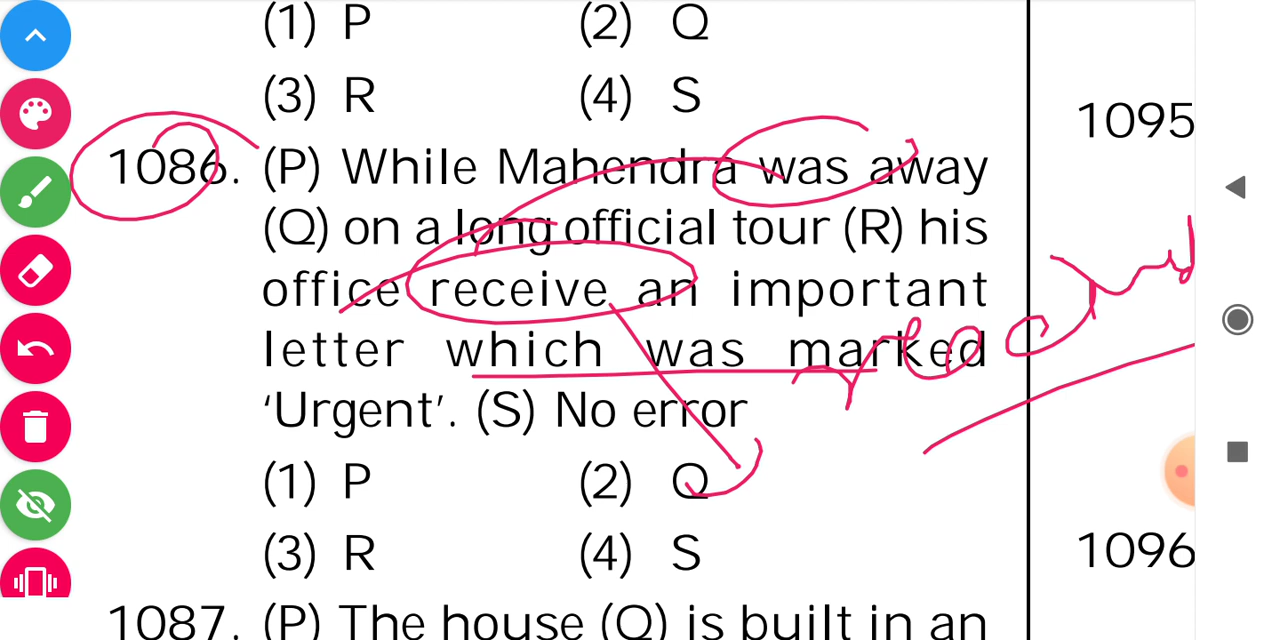 (1) P (2) Q
(3) R (4) S
1095
1086. (P) While Mahendra was away
(Q) on a long official tour (R) his
office receive an important
letter which was marked
'Urgent'. (S) No error
(1) P (2) Q
(3) R (4) S
1096
1087. (P) The house (Q) is built in an